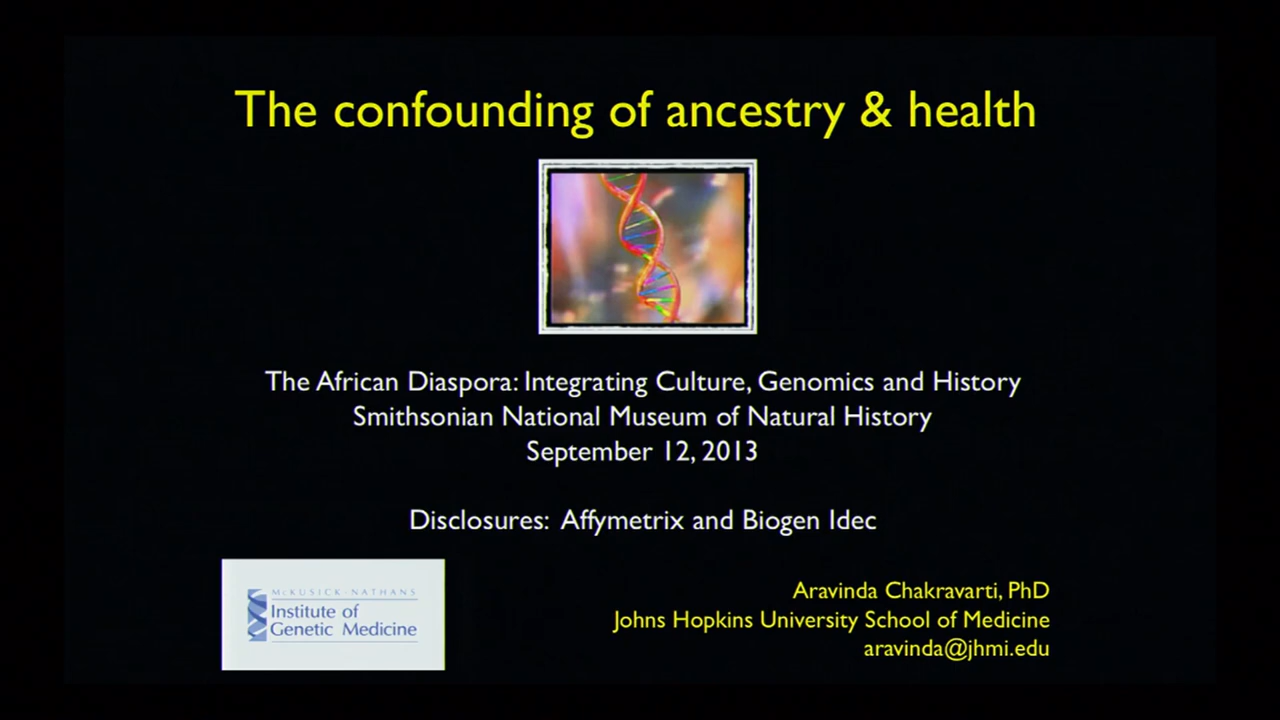 The confounding of ancestry & health
The African Diaspora: Integrating Culture, Genomics and History
Smithsonian National Museum of Natural History
September 12, 2013
Disclosures: Affymetrix and Biogen Idec
McKUSICK-NATHANS
Institute of
Genetic Medicine
Aravinda Chakravarti, PhD
Johns Hopkins University School of Medicine
aravinda@jhmi.edu